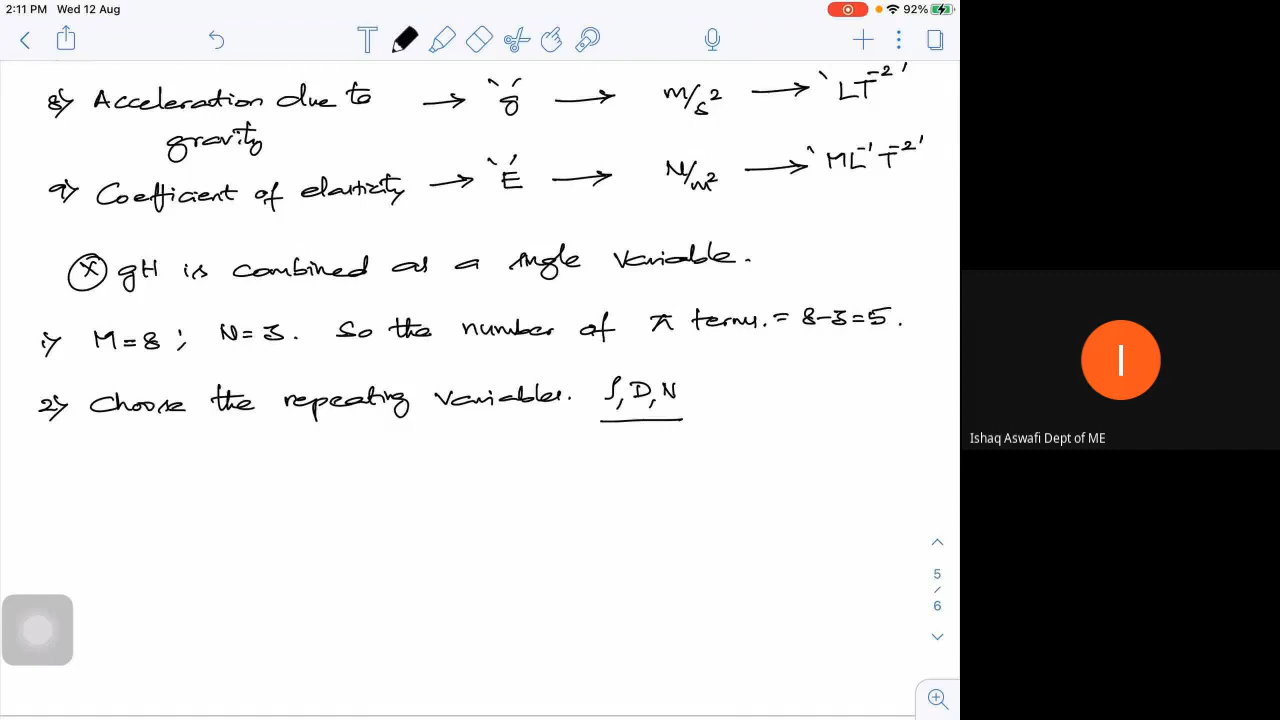 2:11 PM Wed 12 Aug
92%
T
8) Acceleration due to gravity → 'g' → m/s² → 'LT⁻²'
9) Coefficient of elasticity → 'E' → N/m² → 'ML⁻¹T⁻²'
* gH is combined as a single variable.
1) M=8 ; N=3. So the number of π terms. = 8-3=5.
2) Choose the repeating variables. ρ, D, N
5
/
6
I
Ishaq Aswafi Dept of ME